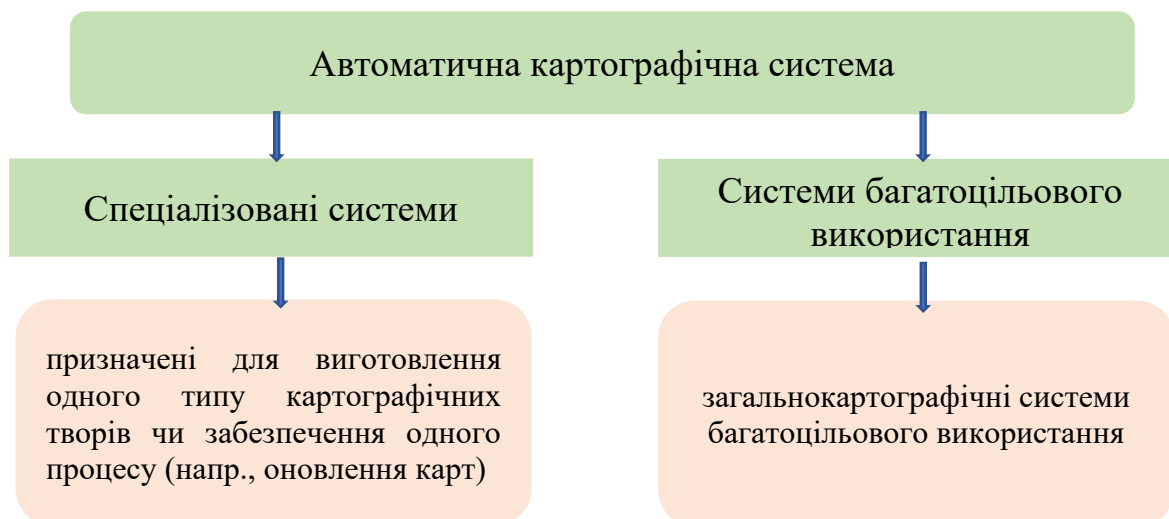 Автоматична картографічна система
Спеціалізовані системи
Системи багатоцільового
використання
призначені для виготовлення
одного типу картографічних
творів чи забезпечення одного
процесу (напр., оновлення карт)
загальнокартографічні системи
багатоцільового використання